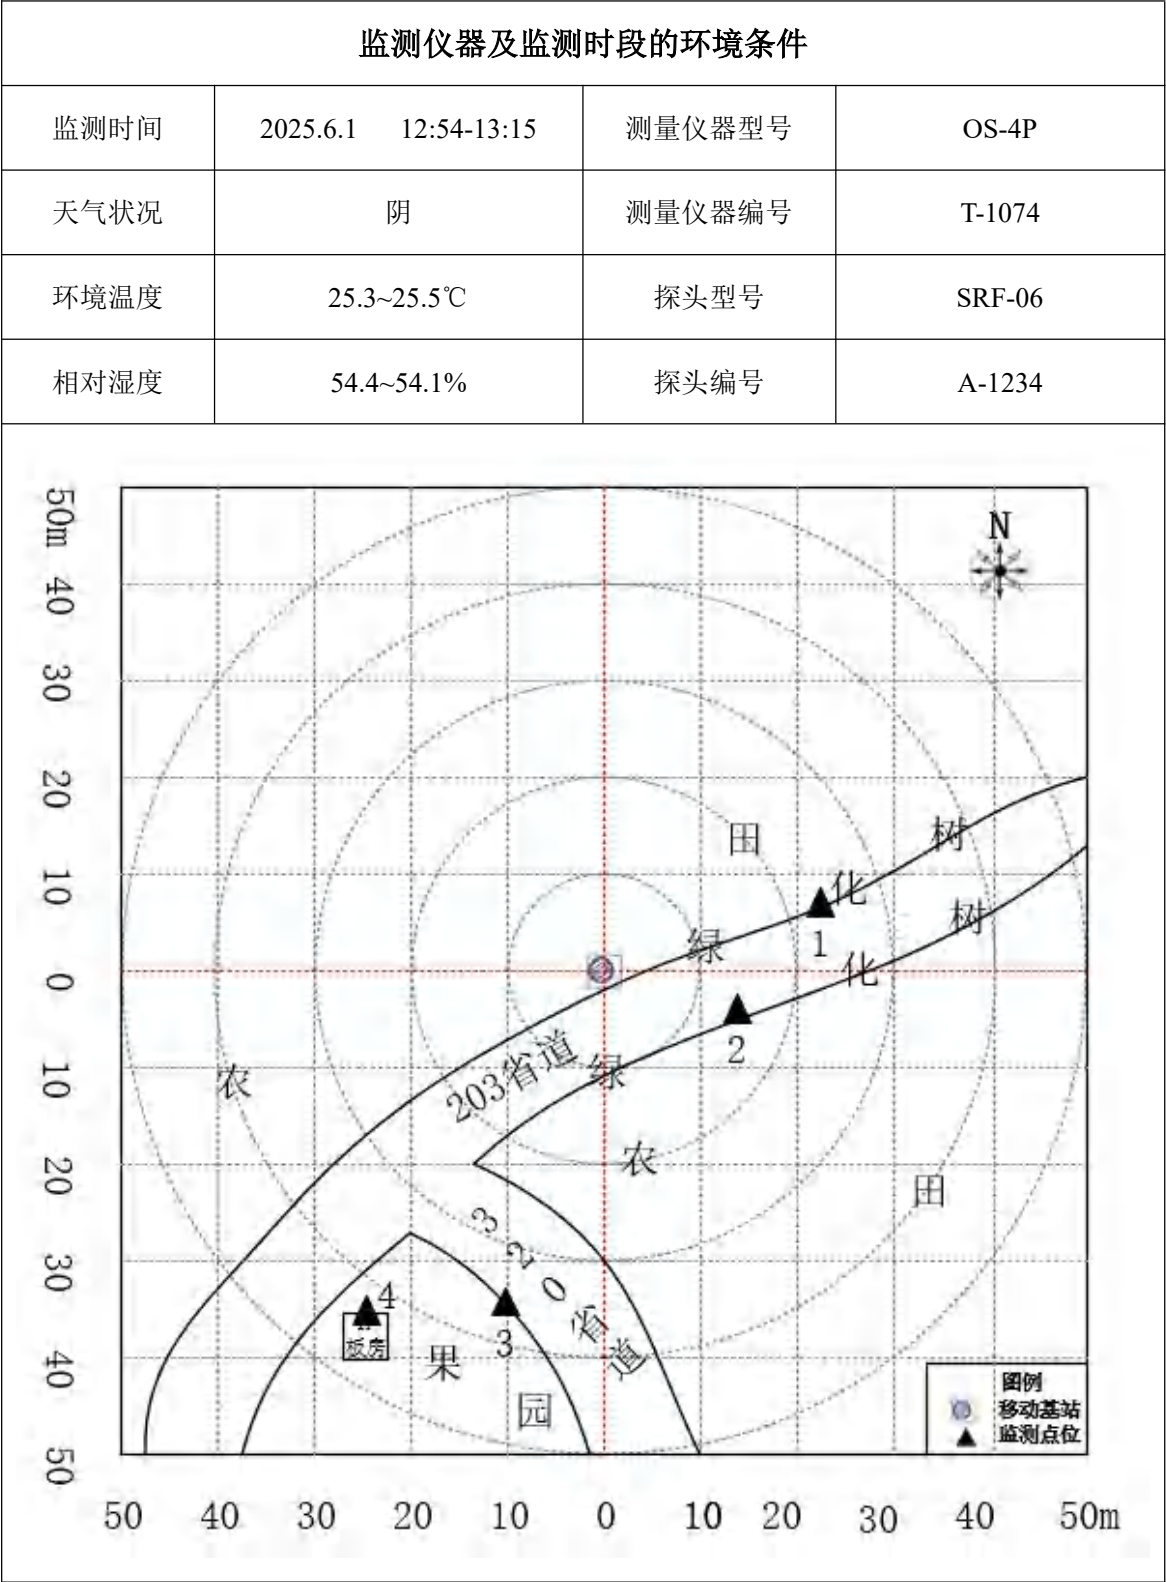 监测仪器及监测时段的环境条件
监测时间 2025.6.1 12:54-13:15 测量仪器型号 OS-4P
天气状况 阴 测量仪器编号 T-1074
环境温度 25.3~25.5℃ 探头型号 SRF-06
相对湿度 54.4~54.1% 探头编号 A-1234
50m
40
30
20
10
0
10
20
30
40
50
N
田
树
化
树
1
绿
化
2
203省道
绿
农
农
田
320省道
4
板房
3
果
园
图例
移动基站
监测点位
50 40 30 20 10 0 10 20 30 40 50m